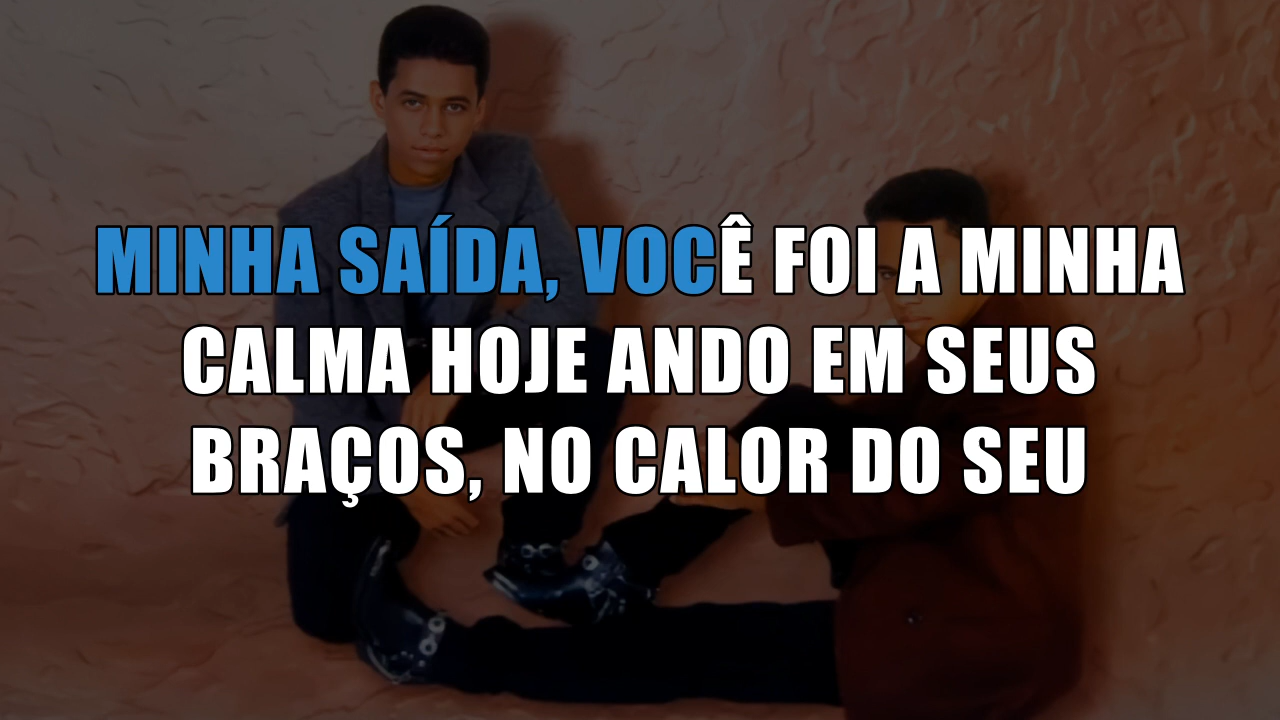 MINHA SAÍDA, VOCÊ FOI A MINHA
CALMA HOJE ANDO EM SEUS
BRAÇOS, NO CALOR DO SEU